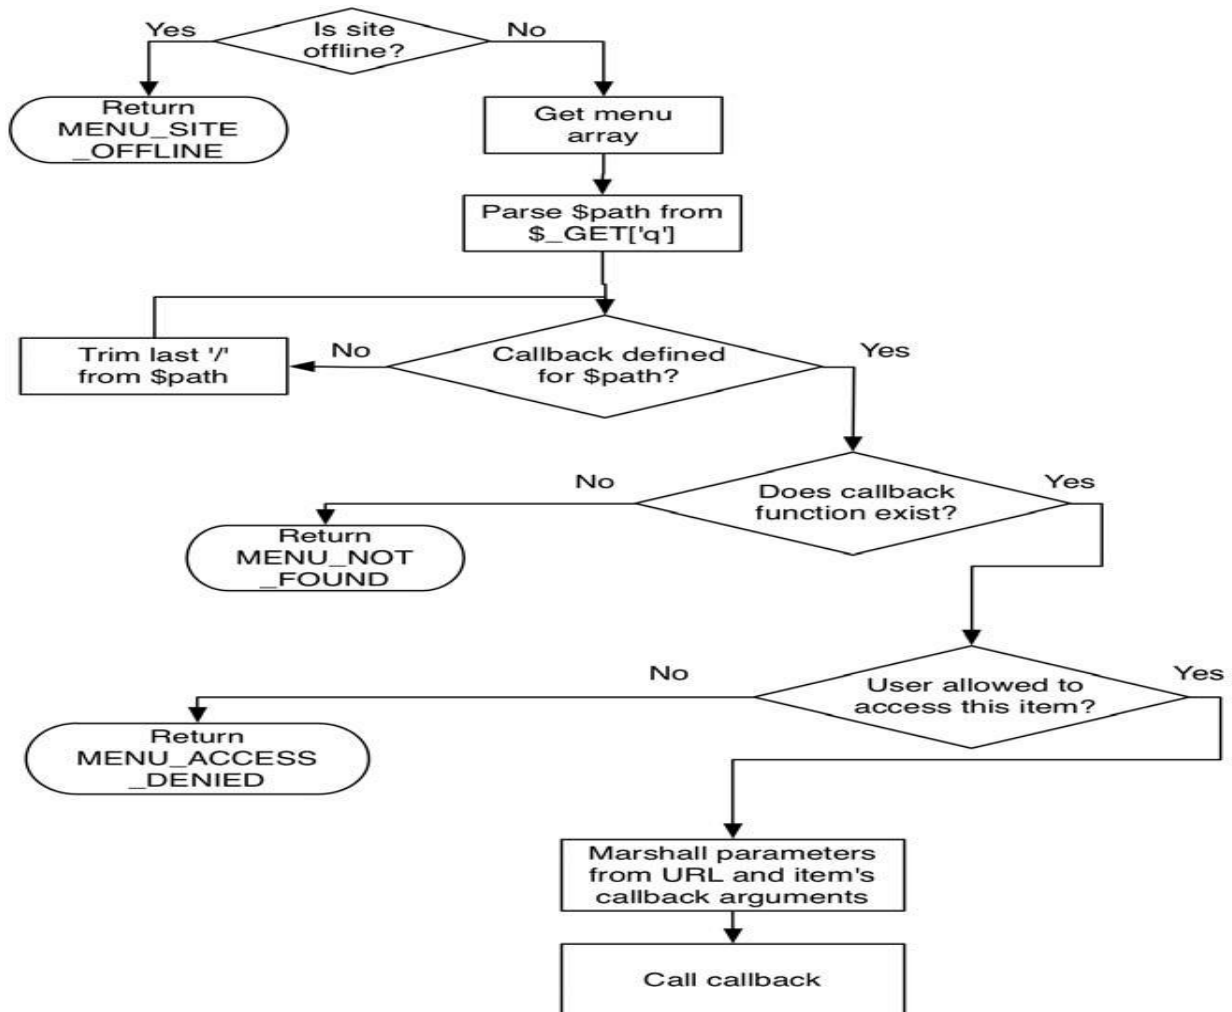 Yes
Is site
offline?
No
Return
MENU_SITE
_OFFLINE
Get menu
array
Parse $path from
$_GET['q']
Trim last '/'
from $path
No
Callback defined
for $path?
Yes
No
Does callback
function exist?
Yes
Return
MENU_NOT
_FOUND
No
User allowed to
access this item?
Yes
Return
MENU_ACCESS
_DENIED
Marshall parameters
from URL and item's
callback arguments
Call callback